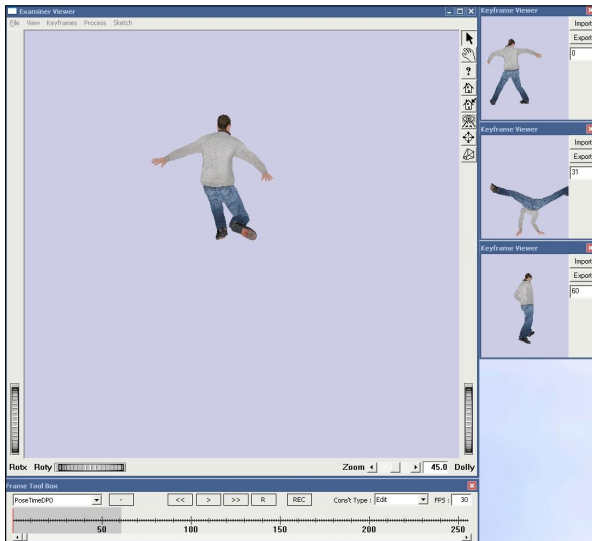 Examiner Viewer
File View Keyframes Process Sketch
?
Rotx Roty
Zoom 45.0 Dolly
Keyframe Viewer
Import
Export
0
Keyframe Viewer
Import
Export
31
Keyframe Viewer
Import
Export
60
Frame Tool Box
PoseTimeDP0 - << > >> R REC Cons't Type : Edit FPS : 30
50 100 150 200 250